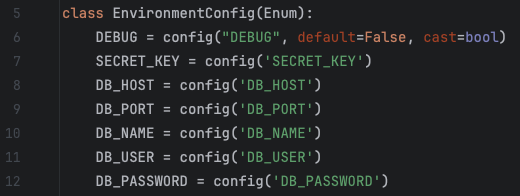 5 class EnvironmentConfig(Enum):
6     DEBUG = config("DEBUG", default=False, cast=bool)
7     SECRET_KEY = config('SECRET_KEY')
8     DB_HOST = config('DB_HOST')
9     DB_PORT = config('DB_PORT')
10     DB_NAME = config('DB_NAME')
11     DB_USER = config('DB_USER')
12     DB_PASSWORD = config('DB_PASSWORD')